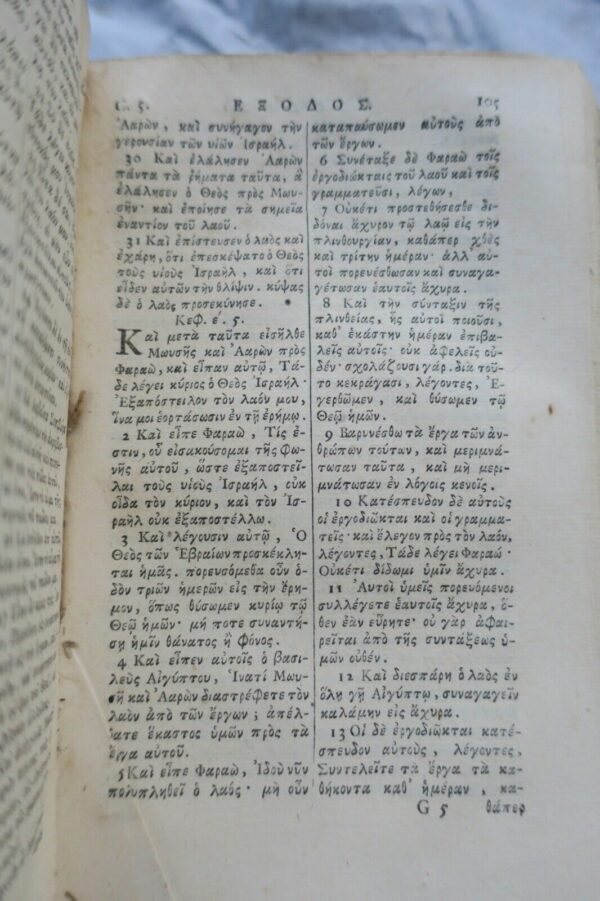 C. 5. ΕΞΟΔΟΣ. 105
Ἀαρὼν, καὶ συνήγαγον τὴν
γερουσίαν τῶν υἱῶν Ἰσραήλ.
30 Καὶ ἐλάλησεν Ἀαρὼν
πάντα τὰ ῥήματα ταῦτα, ἃ
ἐλάλησεν ὁ Θεὸς πρὸς Μωυ-
σῆν· καὶ ἐποίησε τὰ σημεῖα
ἐναντίον τοῦ λαοῦ.
31 Καὶ ἐπίστευσεν ὁ λαὸς καὶ
ἐχάρη, ὅτι ἐπεσκέψατο ὁ Θεὸς
τοὺς υἱοὺς Ἰσραὴλ, καὶ ὅτι
εἶδεν αὐτῶν τὴν θλίψιν. κύψας
δὲ ὁ λαὸς προσεκύνησε.
Κεφ. έ. 5.
Καὶ μετὰ ταῦτα εἰσῆλθε
Μωυσῆς καὶ Ἀαρὼν πρὸς
Φαραὼ, καὶ εἶπαν αὐτῷ, Τά-
δε λέγει κύριος ὁ Θεὸς Ἰσραήλ·
Ἐξαπόστειλον τὸν λαόν μου,
ἵνα μοι ἑορτάσωσιν ἐν τῇ ἐρήμῳ.
2 Καὶ εἶπε Φαραὼ, Τίς ἐ-
στιν, οὗ εἰσακούσομαι τῆς φω-
νῆς αὐτοῦ, ὥστε ἐξαποστεῖ-
λαι τοὺς υἱοὺς Ἰσραὴλ, οὐκ
οἶδα τὸν κύριον, καὶ τὸν Ἰσ-
ραὴλ οὐκ ἐξαποστέλλω.
3 Καὶ λέγουσιν αὐτῷ, Ὁ
Θεὸς τῶν Ἑβραίων προσκέκλη-
ται ἡμᾶς. πορευσόμεθα οὖν ὁ-
δὸν τριῶν ἡμερῶν εἰς τὴν ἔρη-
μον, ὅπως θύσωμεν κυρίῳ τῷ
Θεῷ ἡμῶν· μή ποτε συναντή-
σῃ ἡμῖν θάνατος ἢ φόνος.
4 Καὶ εἶπεν αὐτοῖς ὁ βασι-
λεὺς Αἰγύπτου, Ἱνατί Μωυ-
σῆ καὶ Ἀαρὼν διαστρέφετε τὸν
λαὸν ἀπὸ τῶν ἔργων; ἀπέλ-
θατε ἕκαστος ὑμῶν πρὸς τὰ
ἔργα αὐτοῦ.
5 Καὶ εἶπε Φαραὼ, Ἰδοὺ νῦν
πολυπληθεῖ ὁ λαός· μὴ οὖν
καταπαύσωμεν αὐτοὺς ἀπὸ
τῶν ἔργων.
6 Συνέταξε δὲ Φαραὼ τοῖς
ἐργοδιώκταις τοῦ λαοῦ καὶ τοῖς
γραμματεῦσι, λέγων,
7 Οὐκέτι προστεθήσεσθε δι-
δόναι ἄχυρον τῷ λαῷ εἰς τὴν
πλινθουργίαν, καθάπερ χθὲς
καὶ τρίτην ἡμέραν· ἀλλ' αὐ-
τοὶ πορευέσθωσαν καὶ συναγα-
γέτωσαν ἑαυτοῖς ἄχυρα.
8 Καὶ τὴν σύνταξιν τῆς
πλινθείας, ἧς αὐτοὶ ποιοῦσι,
καθ' ἑκάστην ἡμέραν ἐπιβα-
λεῖς αὐτοῖς· οὐκ ἀφελεῖς οὐ-
δέν· σχολάζουσι γάρ. διὰ τοῦ-
το κεκράγασι, λέγοντες, Ἐ-
γερθῶμεν, καὶ θύσωμεν τῷ
Θεῷ ἡμῶν.
9 Βαρυνέσθω τὰ ἔργα τῶν ἀν-
θρώπων τούτων, καὶ μεριμνά-
τωσαν ταῦτα, καὶ μὴ μερι-
μνάτωσαν ἐν λόγοις κενοῖς.
10 Κατέσπευδον δὲ αὐτοὺς
οἱ ἐργοδιῶκται καὶ οἱ γραμμα-
τεῖς· καὶ ἔλεγον πρὸς τὸν λαὸν,
λέγοντες, Τάδε λέγει Φαραώ·
Οὐκέτι δίδωμι ὑμῖν ἄχυρα.
11 Αὐτοὶ ὑμεῖς πορευόμενοι
συλλέγετε ἑαυτοῖς ἄχυρα, ὅ-
θεν ἐὰν εὕρητε· οὐ γὰρ ἀφαι-
ρεῖται ἀπὸ τῆς συντάξεως ὑ-
μῶν οὐθέν.
12 Καὶ διεσπάρη ὁ λαὸς ἐν
ὅλῃ γῇ Αἰγύπτῳ, συναγαγεῖν
καλάμην εἰς ἄχυρα.
13 Οἱ δὲ ἐργοδιῶκται κατέ-
σπευδον αὐτοὺς, λέγοντες,
Συντελεῖτε τὰ ἔργα τὰ κα-
θήκοντα καθ' ἡμέραν, κα-
G 5 θάπερ